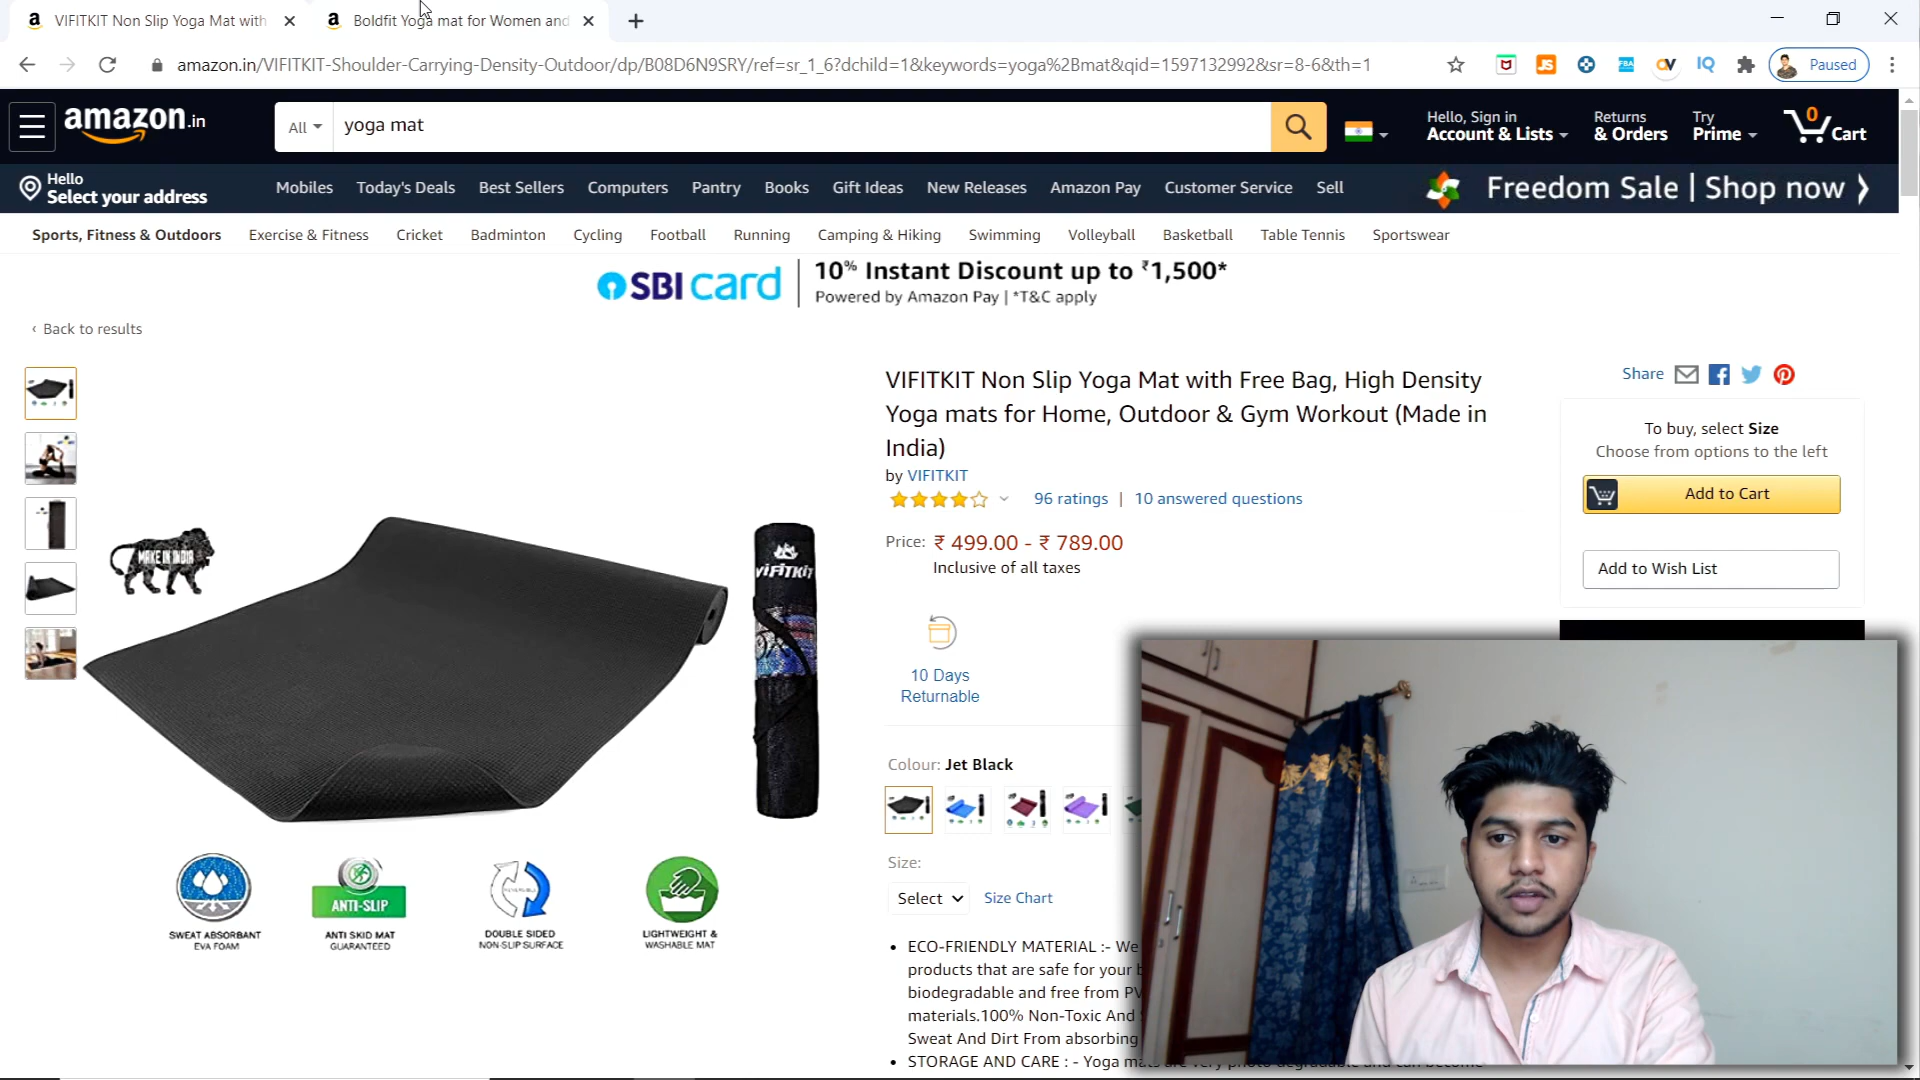 VIFITKIT Non Slip Yoga Mat with
Boldfit Yoga mat for Women and
amazon.in/VIFITKIT-Shoulder-Carrying-Density-Outdoor/dp/B08D6N9SRY/ref=sr_1_6?dchild=1&keywords=yoga%2Bmat&qid=1597132992&sr=8-6&th=1
JS
FBA
IQ
Paused
amazon.in
All
yoga mat
Hello, Sign in
Account & Lists
Returns
& Orders
Try
Prime
0
Cart
Hello
Select your address
Mobiles
Today's Deals
Best Sellers
Computers
Pantry
Books
Gift Ideas
New Releases
Amazon Pay
Customer Service
Sell
Freedom Sale | Shop now
Sports, Fitness & Outdoors
Exercise & Fitness
Cricket
Badminton
Cycling
Football
Running
Camping & Hiking
Swimming
Volleyball
Basketball
Table Tennis
Sportswear
SBI card
10% Instant Discount up to ₹1,500*
Powered by Amazon Pay | *T&C apply
‹ Back to results
VIFITKIT Non Slip Yoga Mat with Free Bag, High Density
Yoga mats for Home, Outdoor & Gym Workout (Made in
India)
by VIFITKIT
96 ratings | 10 answered questions
Price: ₹ 499.00 - ₹ 789.00
Inclusive of all taxes
10 Days
Returnable
Share
To buy, select Size
Choose from options to the left
Add to Cart
Add to Wish List
MAKE IN INDIA
VIFITKIT
SWEAT ABSORBANT
EVA FOAM
ANTI-SLIP
ANTI SKID MAT
GUARANTEED
DOUBLE SIDED
NON-SLIP SURFACE
LIGHTWEIGHT &
WASHABLE MAT
Colour: Jet Black
Size:
Select
Size Chart
• ECO-FRIENDLY MATERIAL :- We
products that are safe for your
biodegradable and free from
materials.100% Non-Toxic And
Sweat And Dirt From absorbing
• STORAGE AND CARE : - Yoga